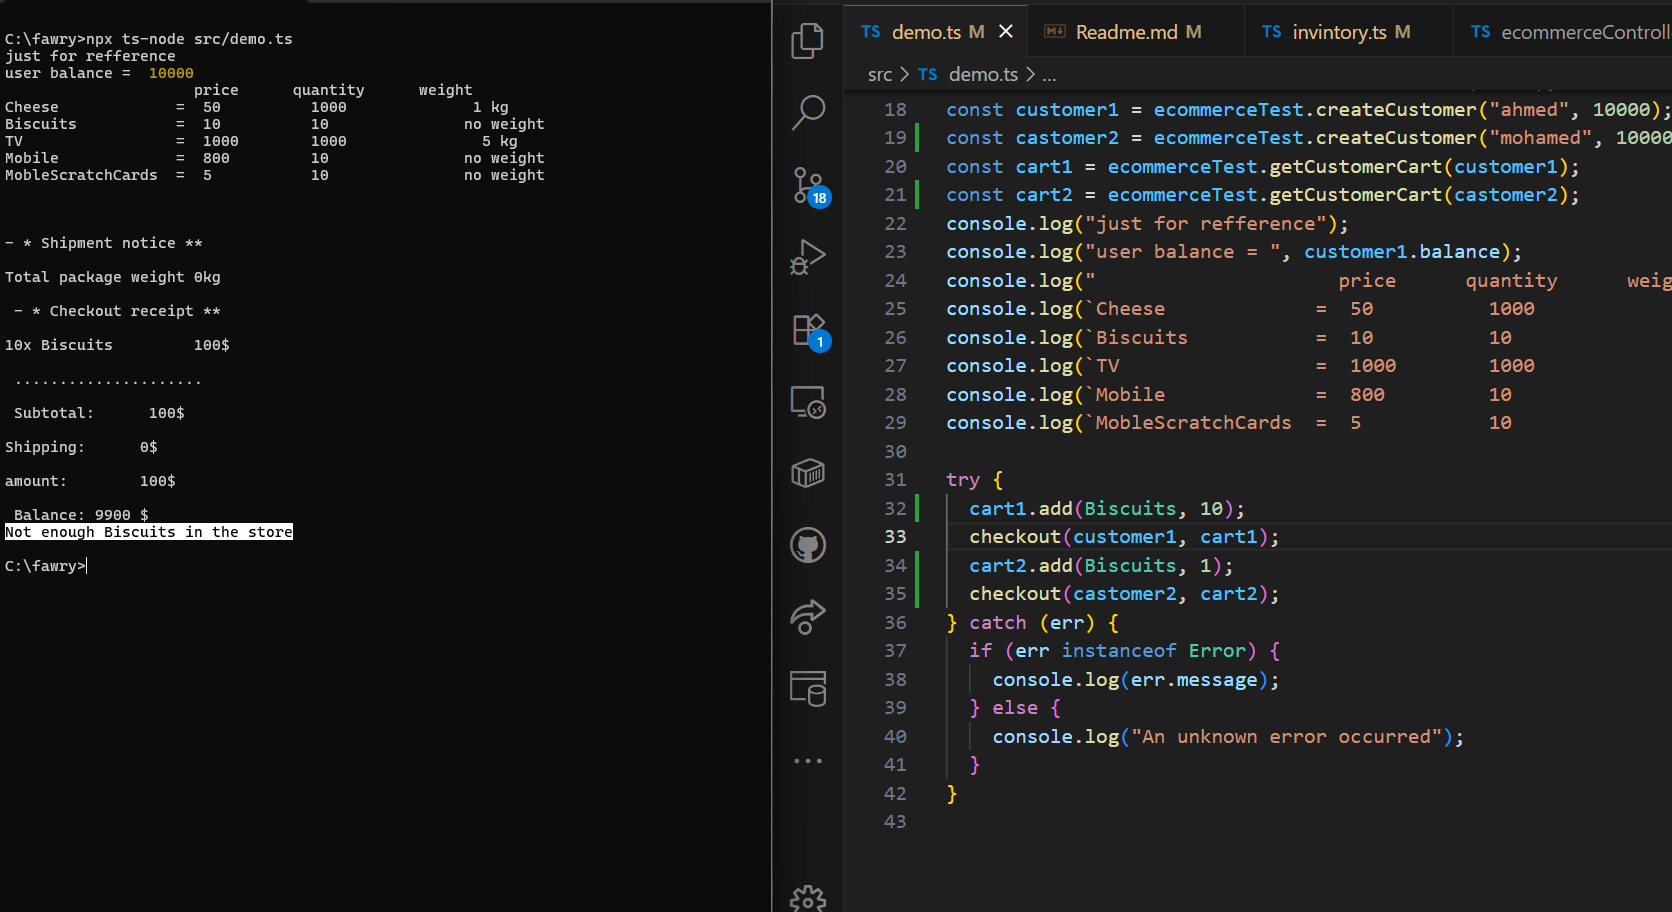 C:\fawry>npx ts-node src/demo.ts
just for refference
user balance =  10000
                     price      quantity      weight
Cheese             =  50          1000              1 kg
Biscuits           =  10          10               no weight
TV                 =  1000        1000               5 kg
Mobile             =  800         10               no weight
MobleScratchCards  =  5           10               no weight
- * Shipment notice **
Total package weight 0kg
- * Checkout receipt **
10x Biscuits         100$
.....................
Subtotal:      100$
Shipping:      0$
amount:        100$
Balance: 9900 $
Not enough Biscuits in the store
C:\fawry>
18
1
TS demo.ts M
Readme.md M
TS invintory.ts M
TS ecommerceControll
src > TS demo.ts > ...
18 const customer1 = ecommerceTest.createCustomer("ahmed", 10000);
19 const castomer2 = ecommerceTest.createCustomer("mohamed", 10000
20 const cart1 = ecommerceTest.getCustomerCart(customer1);
21 const cart2 = ecommerceTest.getCustomerCart(castomer2);
22 console.log("just for refference");
23 console.log("user balance = ", customer1.balance);
24 console.log("                     price      quantity      weig
25 console.log(`Cheese             =  50          1000
26 console.log(`Biscuits           =  10          10
27 console.log(`TV                 =  1000        1000
28 console.log(`Mobile             =  800         10
29 console.log(`MobleScratchCards  =  5           10
30
31 try {
32   cart1.add(Biscuits, 10);
33   checkout(customer1, cart1);
34   cart2.add(Biscuits, 1);
35   checkout(castomer2, cart2);
36 } catch (err) {
37   if (err instanceof Error) {
38     console.log(err.message);
39   } else {
40     console.log("An unknown error occurred");
41   }
42 }
43